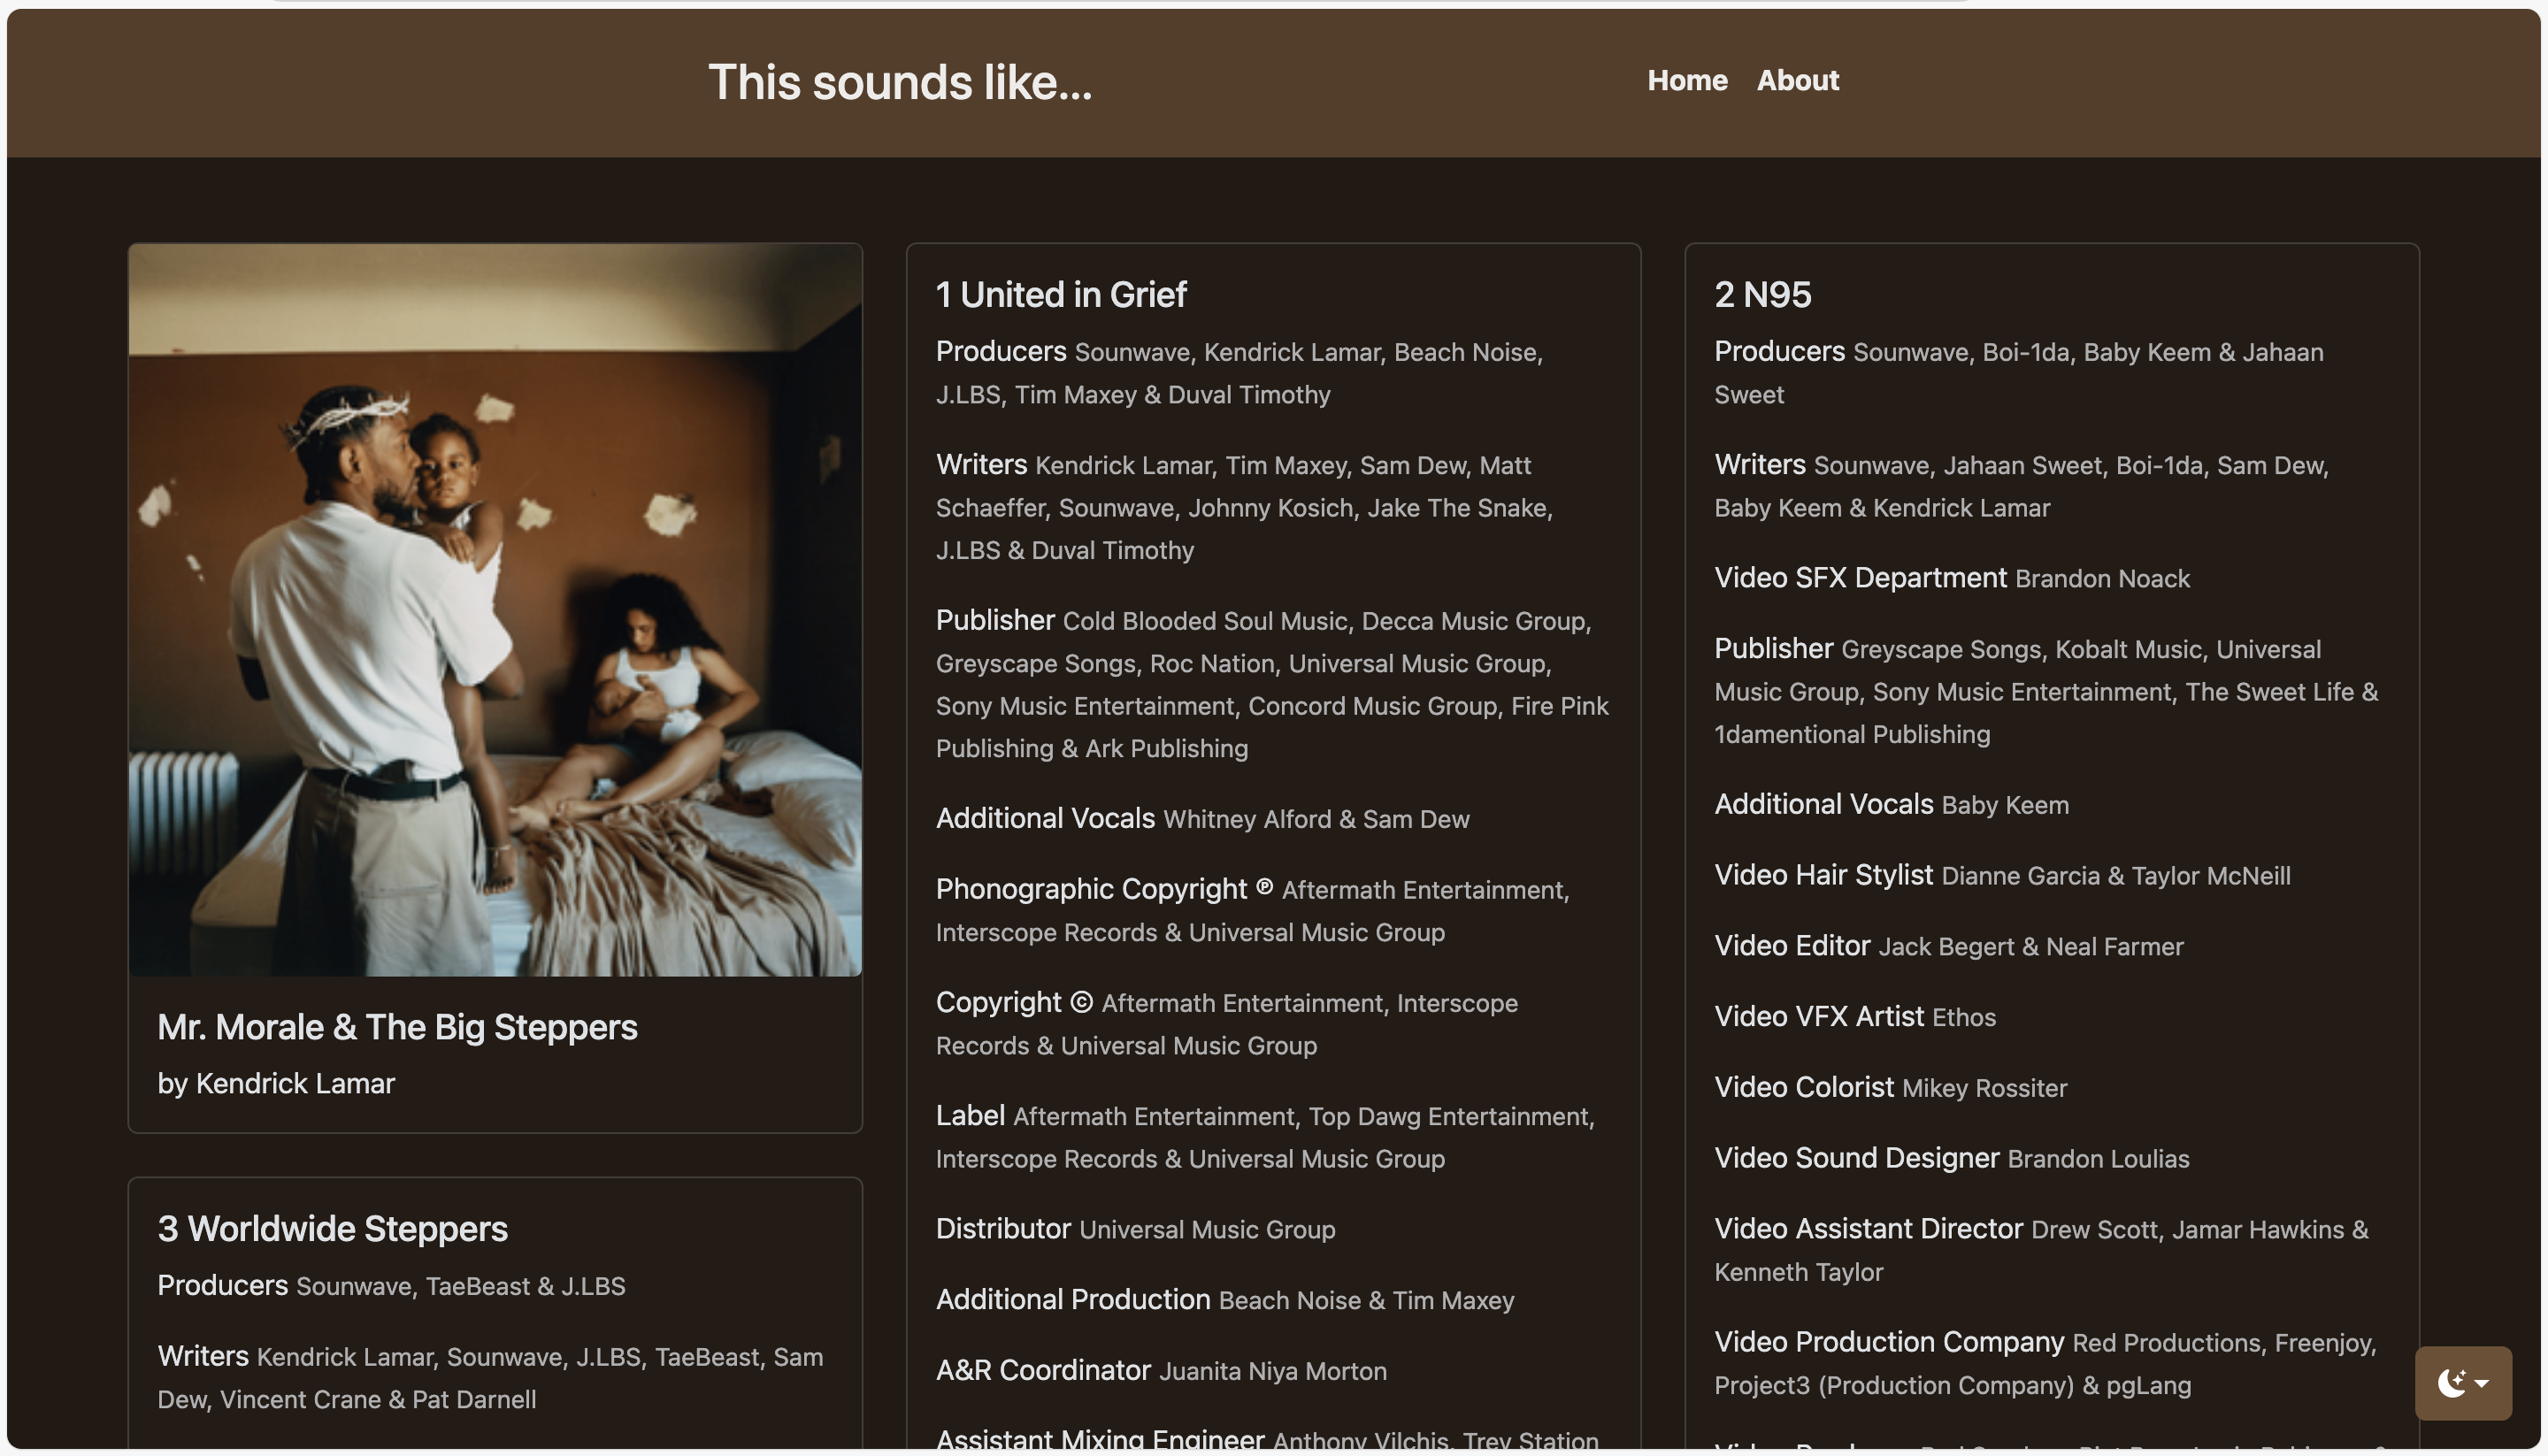 This sounds like...
Home About
Mr. Morale & The Big Steppers
by Kendrick Lamar
3 Worldwide Steppers
Producers Sounwave, TaeBeast & J.LBS
Writers Kendrick Lamar, Sounwave, J.LBS, TaeBeast, Sam
Dew, Vincent Crane & Pat Darnell
1 United in Grief
Producers Sounwave, Kendrick Lamar, Beach Noise,
J.LBS, Tim Maxey & Duval Timothy
Writers Kendrick Lamar, Tim Maxey, Sam Dew, Matt
Schaeffer, Sounwave, Johnny Kosich, Jake The Snake,
J.LBS & Duval Timothy
Publisher Cold Blooded Soul Music, Decca Music Group,
Greyscape Songs, Roc Nation, Universal Music Group,
Sony Music Entertainment, Concord Music Group, Fire Pink
Publishing & Ark Publishing
Additional Vocals Whitney Alford & Sam Dew
Phonographic Copyright ℗ Aftermath Entertainment,
Interscope Records & Universal Music Group
Copyright © Aftermath Entertainment, Interscope
Records & Universal Music Group
Label Aftermath Entertainment, Top Dawg Entertainment,
Interscope Records & Universal Music Group
Distributor Universal Music Group
Additional Production Beach Noise & Tim Maxey
A&R Coordinator Juanita Niya Morton
Assistant Mixing Engineer Anthony Vilchis, Trey Station
2 N95
Producers Sounwave, Boi-1da, Baby Keem & Jahaan
Sweet
Writers Sounwave, Jahaan Sweet, Boi-1da, Sam Dew,
Baby Keem & Kendrick Lamar
Video SFX Department Brandon Noack
Publisher Greyscape Songs, Kobalt Music, Universal
Music Group, Sony Music Entertainment, The Sweet Life &
1damentional Publishing
Additional Vocals Baby Keem
Video Hair Stylist Dianne Garcia & Taylor McNeill
Video Editor Jack Begert & Neal Farmer
Video VFX Artist Ethos
Video Colorist Mikey Rossiter
Video Sound Designer Brandon Loulias
Video Assistant Director Drew Scott, Jamar Hawkins &
Kenneth Taylor
Video Production Company Red Productions, Freenjoy,
Project3 (Production Company) & pgLang